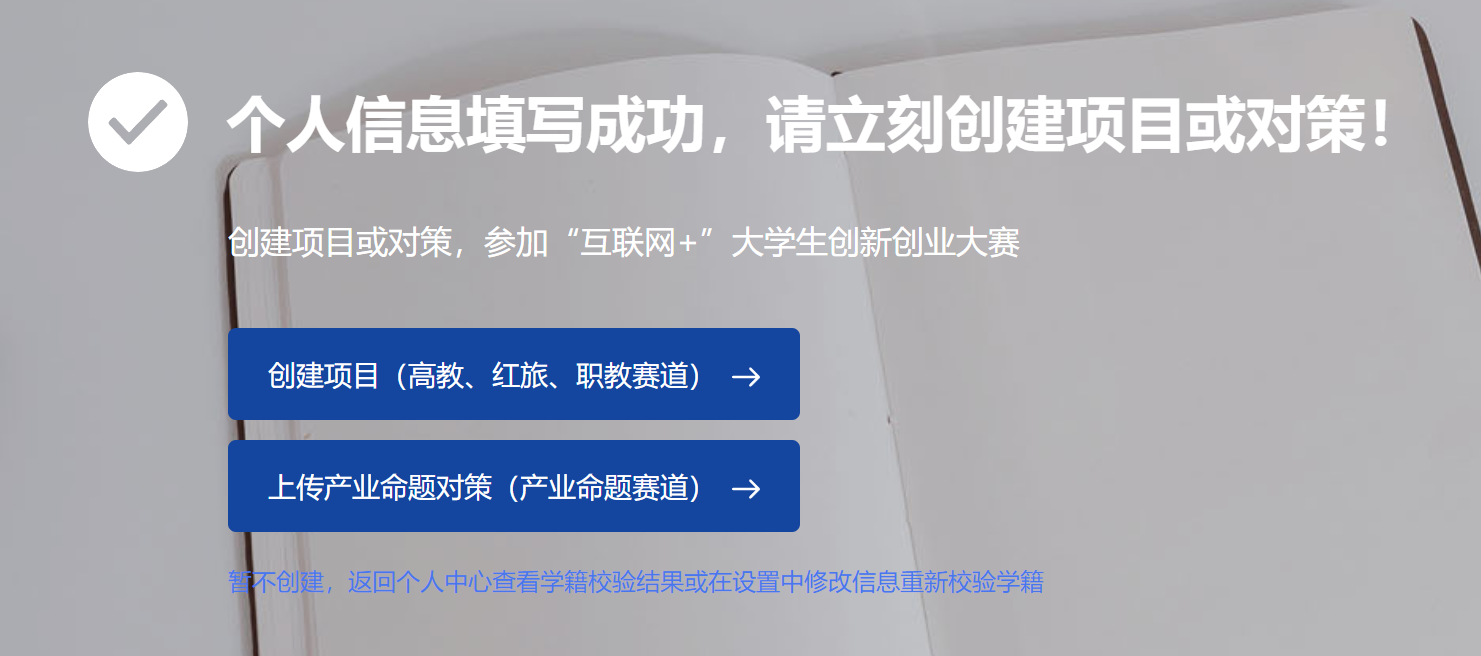 个人信息填写成功，请立刻创建项目或对策！
创建项目或对策，参加“互联网+”大学生创新创业大赛
创建项目（高教、红旅、职教赛道） →
上传产业命题对策（产业命题赛道） →
暂不创建，返回个人中心查看学籍校验结果或在设置中修改信息重新校验学籍